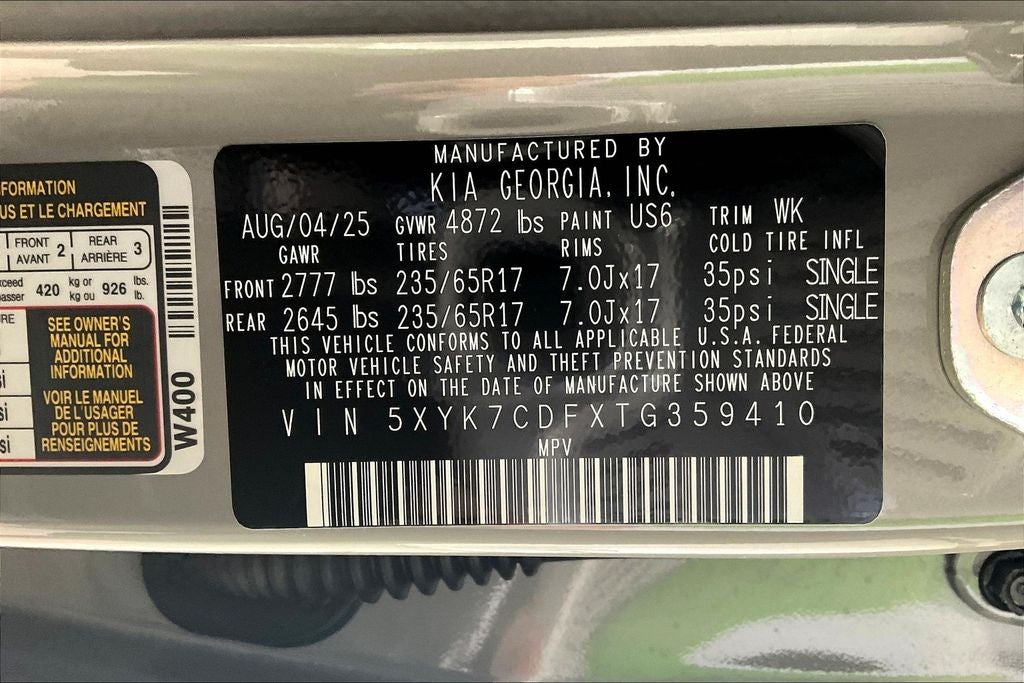 FORMATION
US ET LE CHARGEMENT
FRONT AVANT 2 REAR ARRIÈRE 3
420 kg or kg ou 926 lbs. lb.
SEE OWNER'S
MANUAL FOR
ADDITIONAL
INFORMATION
VOIR LE MANUEL
DE L'USAGER
POUR PLUS DE
RENSEIGNEMENTS
W400
MANUFACTURED BY
KIA GEORGIA, INC.
AUG/04/25 GVWR 4872 lbs PAINT US6 TRIM WK
GAWR TIRES RIMS COLD TIRE INFL
FRONT 2777 lbs 235/65R17 7.0Jx17 35psi SINGLE
REAR 2645 lbs 235/65R17 7.0Jx17 35psi SINGLE
THIS VEHICLE CONFORMS TO ALL APPLICABLE U.S.A. FEDERAL
MOTOR VEHICLE SAFETY AND THEFT PREVENTION STANDARDS
IN EFFECT ON THE DATE OF MANUFACTURE SHOWN ABOVE
VIN 5XYK7CDFXTG359410
MPV